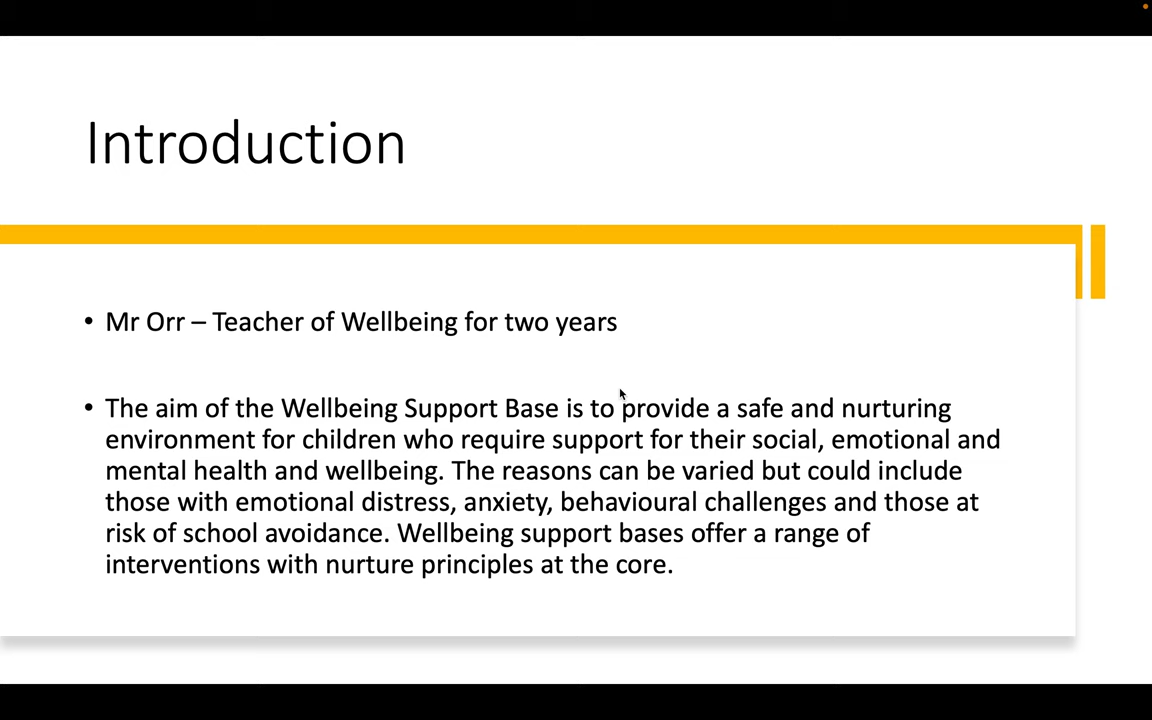 Introduction
• Mr Orr – Teacher of Wellbeing for two years
• The aim of the Wellbeing Support Base is to provide a safe and nurturing
environment for children who require support for their social, emotional and
mental health and wellbeing. The reasons can be varied but could include
those with emotional distress, anxiety, behavioural challenges and those at
risk of school avoidance. Wellbeing support bases offer a range of
interventions with nurture principles at the core.